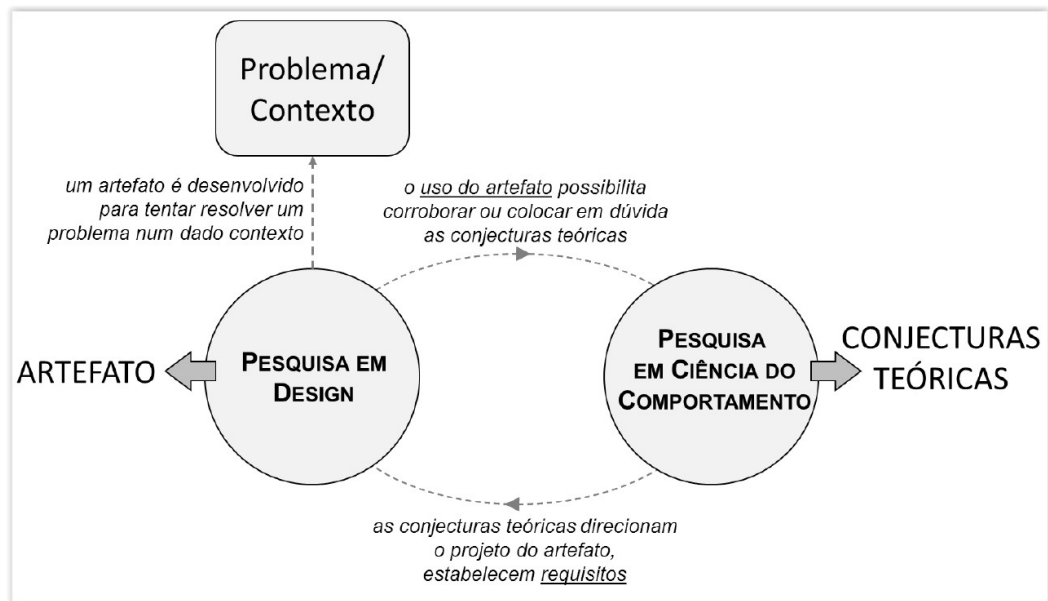 Problema/
Contexto
um artefato é desenvolvido
para tentar resolver um
problema num dado contexto
o uso do artefato possibilita
corroborar ou colocar em dúvida
as conjecturas teóricas
ARTEFATO
PESQUISA EM
DESIGN
PESQUISA
EM CIÊNCIA DO
COMPORTAMENTO
CONJECTURAS
TEÓRICAS
as conjecturas teóricas direcionam
o projeto do artefato,
estabelecem requisitos